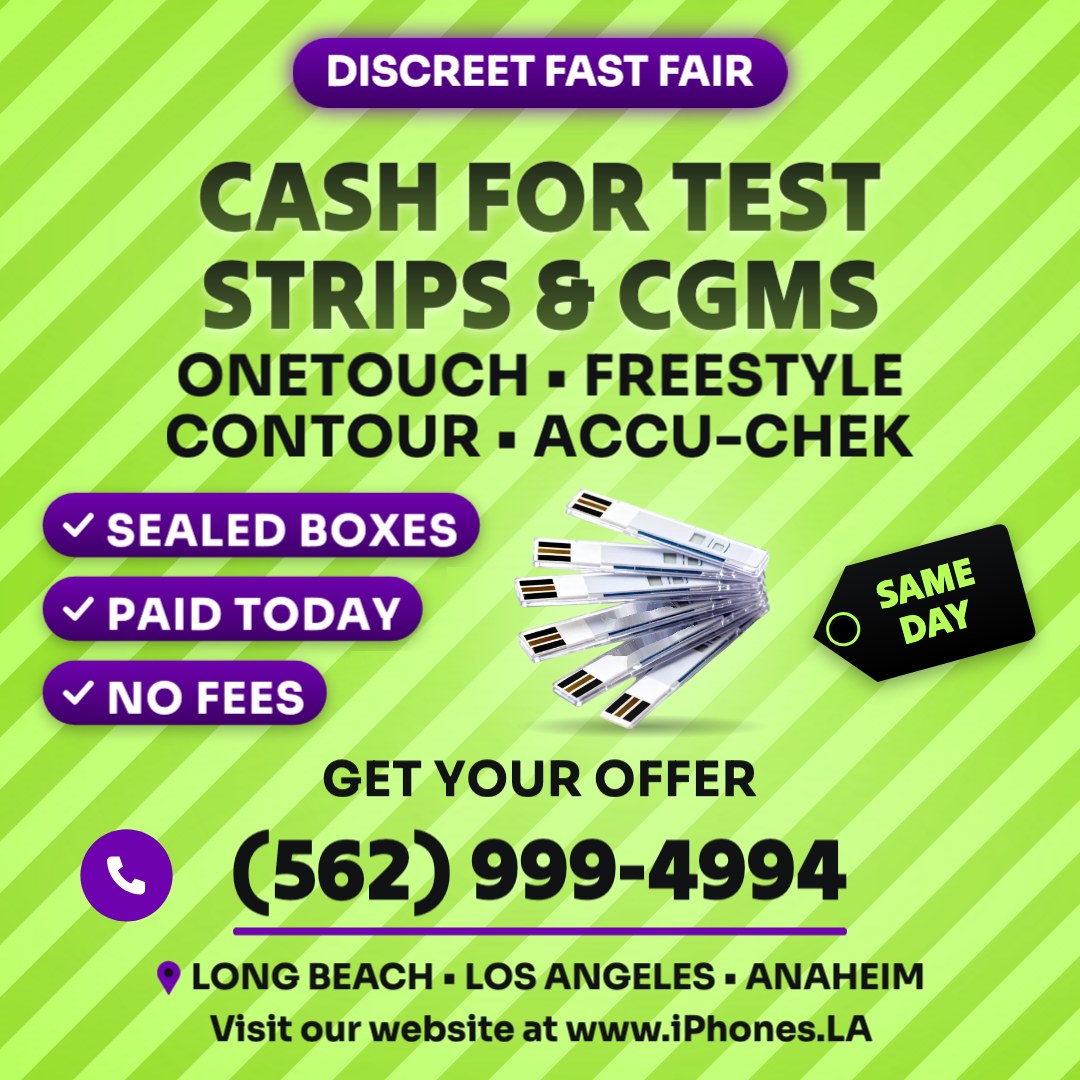 DISCREET FAST FAIR
CASH FOR TEST
STRIPS & CGMS
ONETOUCH ▪ FREESTYLE
CONTOUR ▪ ACCU-CHEK
✓ SEALED BOXES
✓ PAID TODAY
✓ NO FEES
SAME
DAY
GET YOUR OFFER
(562) 999-4994
LONG BEACH ▪ LOS ANGELES ▪ ANAHEIM
Visit our website at www.iPhones.LA